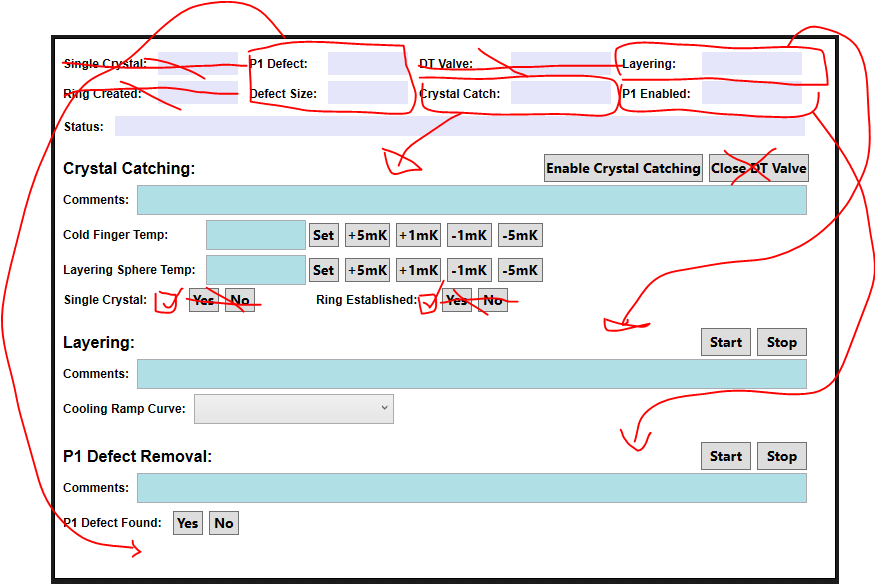 Single Crystal: P1 Defect: DT Valve: Layering:
Ring Created: Defect Size: Crystal Catch: P1 Enabled:
Status:
Crystal Catching: Enable Crystal Catching Close DT Valve
Comments:
Cold Finger Temp: Set +5mK +1mK -1mK -5mK
Layering Sphere Temp: Set +5mK +1mK -1mK -5mK
Single Crystal: Yes No Ring Established: Yes No
Layering: Start Stop
Comments:
Cooling Ramp Curve:
P1 Defect Removal: Start Stop
Comments:
P1 Defect Found: Yes No